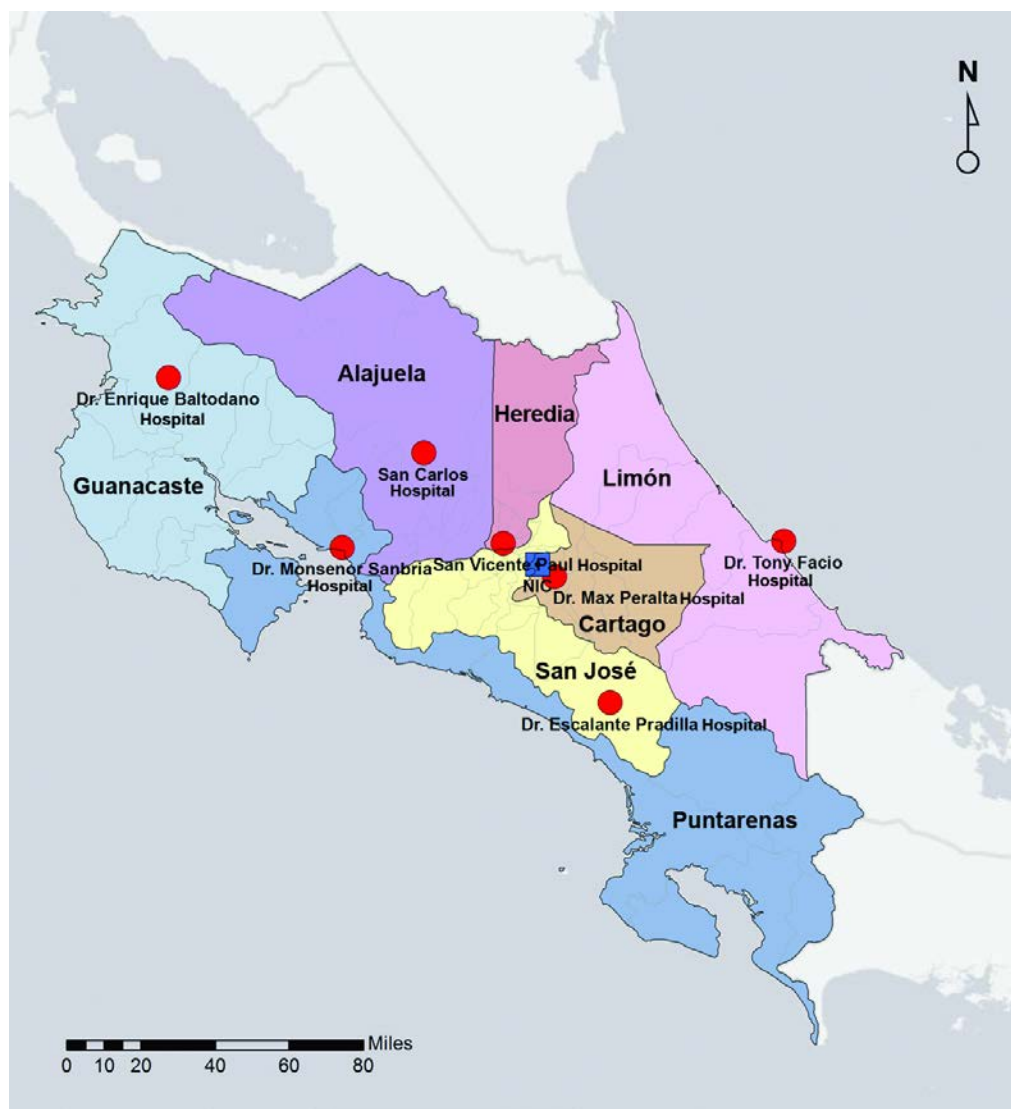 N
Alajuela
Heredia
Dr. Enrique Baltodano
Hospital
San Carlos
Hospital
Guanacaste
Limón
Dr. Monsenor Sanbria
Hospital
San Vicente Paul Hospital
Dr. Tony Facio
Hospital
NIC
Dr. Max Peralta Hospital
Cartago
San José
Dr. Escalante Pradilla Hospital
Puntarenas
Miles
0 10 20 40 60 80